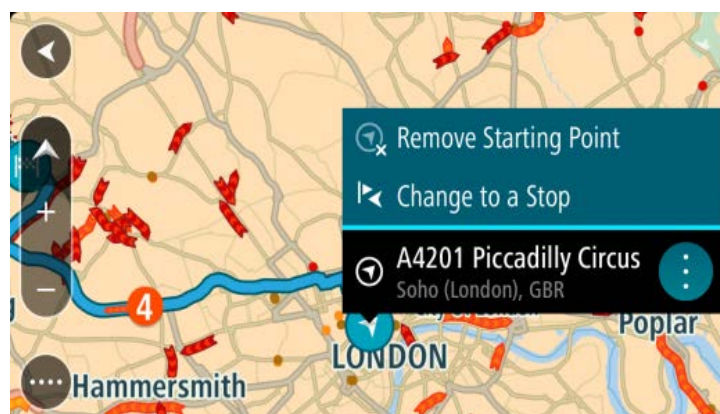 Remove Starting Point
Change to a Stop
A4201 Piccadilly Circus
Soho (London), GBR
Poplar
4
LONDON
Hammersmith